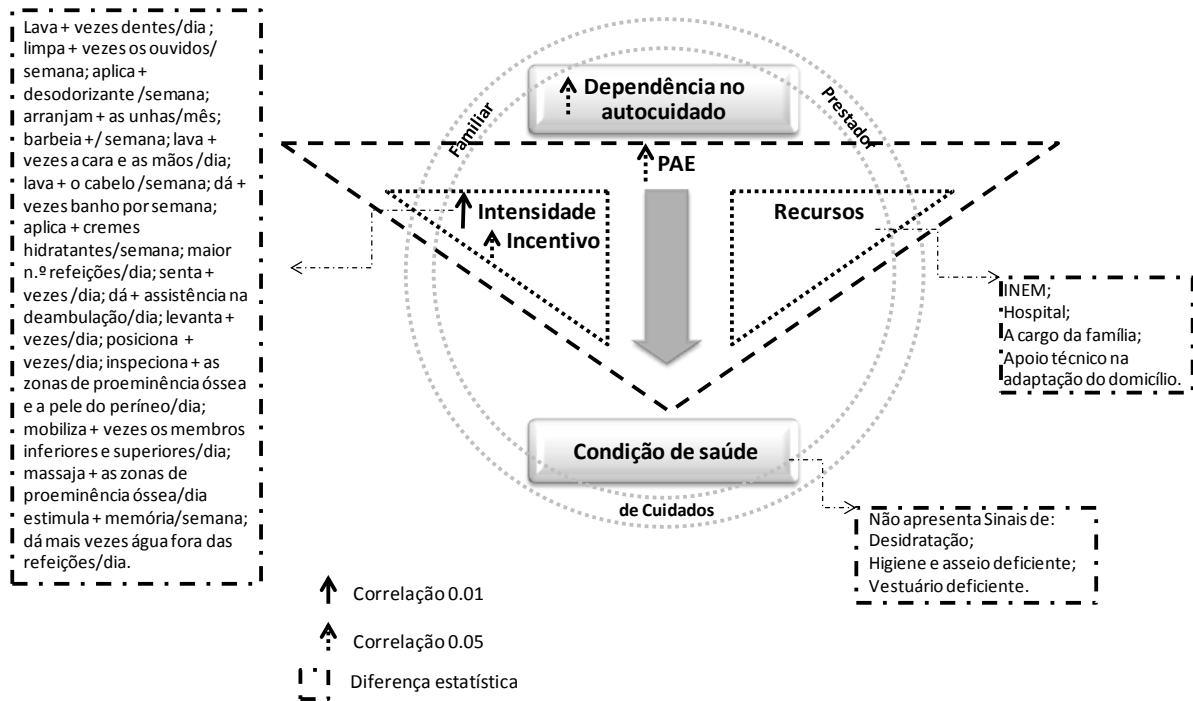 Lava + vezes dentes/dia ;
limpa + vezes os ouvidos/
semana; aplica +
desodorizante /semana;
arranjam + as unhas/mês;
barbeia +/ semana; lava +
vezes a cara e as mãos /dia;
lava + o cabelo /semana; dá +
vezes banho por semana;
aplica + cremes
hidratantes/semana; maior
n.º refeições/dia; senta +
vezes /dia; dá + assistência na
deambulação/dia; levanta +
vezes/dia; posiciona +
vezes/dia; inspeciona + as
zonas de proeminência óssea
e a pele do períneo/dia;
mobiliza + vezes os membros
inferiores e superiores/dia;
massaja + as zonas de
proeminência óssea/dia
estimula + memória/semana;
dá mais vezes água fora das
refeições/dia.
Familiar
Prestador
de Cuidados
Dependência no
autocuidado
PAE
Intensidade
Incentivo
Recursos
INEM;
Hospital;
A cargo da família;
Apoio técnico na
adaptação do domicílio.
Condição de saúde
Não apresenta Sinais de:
Desidratação;
Higiene e asseio deficiente;
Vestuário deficiente.
Correlação 0.01
Correlação 0.05
Diferença estatística